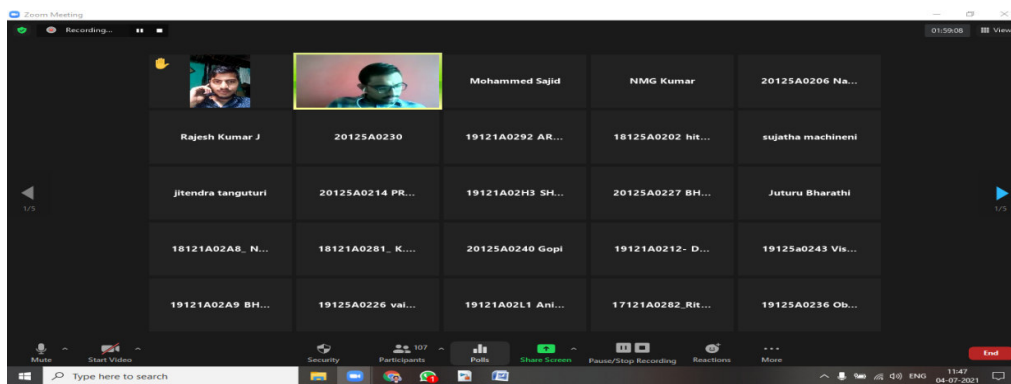 Zoom Meeting
Recording...
01:59:08
View
Mohammed Sajid
NMG Kumar
20125A0206 Na...
Rajesh Kumar J
20125A0230
19121A0292 AR...
18125A0202 hit...
sujatha machineni
jitendra tanguturi
20125A0214 PR...
19121A02H3 SH...
20125A0227 BH...
Juturu Bharathi
1/5
1/5
18121A02A8_ N...
18121A0281_ K....
20125A0240 Gopi
19121A0212- D...
19125a0243 Vis...
19121A02A9 BH...
19125A0226 vai...
19121A02L1 Ani...
17121A0282_Rit...
19125A0236 Ob...
Mute
Start Video
Security
107
Participants
Polls
Share Screen
Pause/Stop Recording
Reactions
More
End
Type here to search
ENG
11:47
04-07-2021